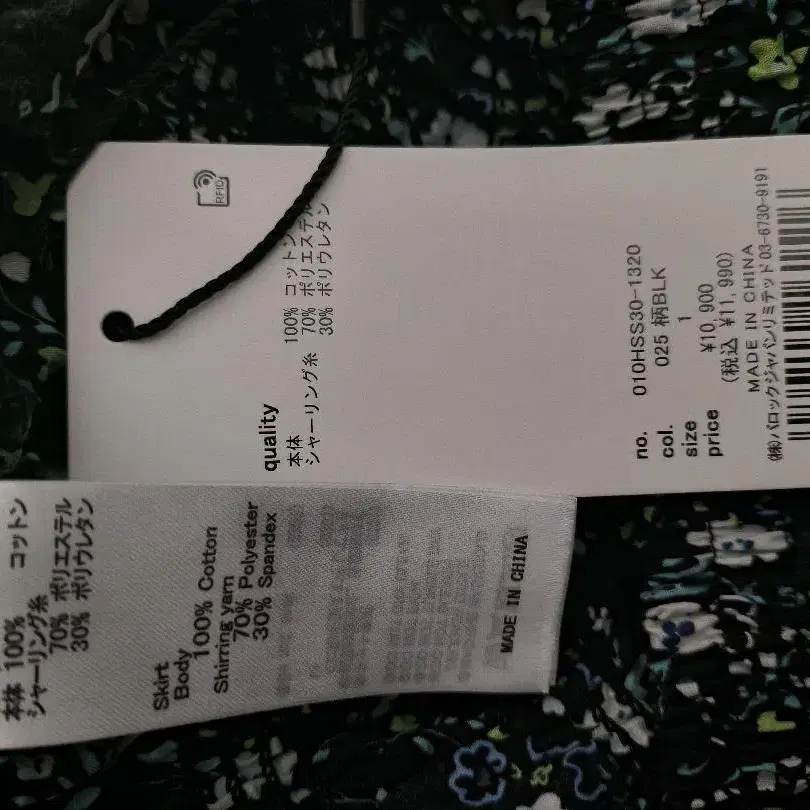 RFID
quality
本体 100% コットン
シャーリング糸 70% ポリエステル
30% ポリウレタン
no. 010HSS30-1320
col. 025 柄BLK
size 1
price ¥10,900
(税込 ¥11,990)
MADE IN CHINA
㈱バロックジャパンリミテッド 03-6730-9191
本体 100% コットン
シャーリング糸
70% ポリエステル
30% ポリウレタン
Skirt
Body
100% Cotton
Shirring yarn
70% Polyester
30% Spandex
MADE IN CHINA